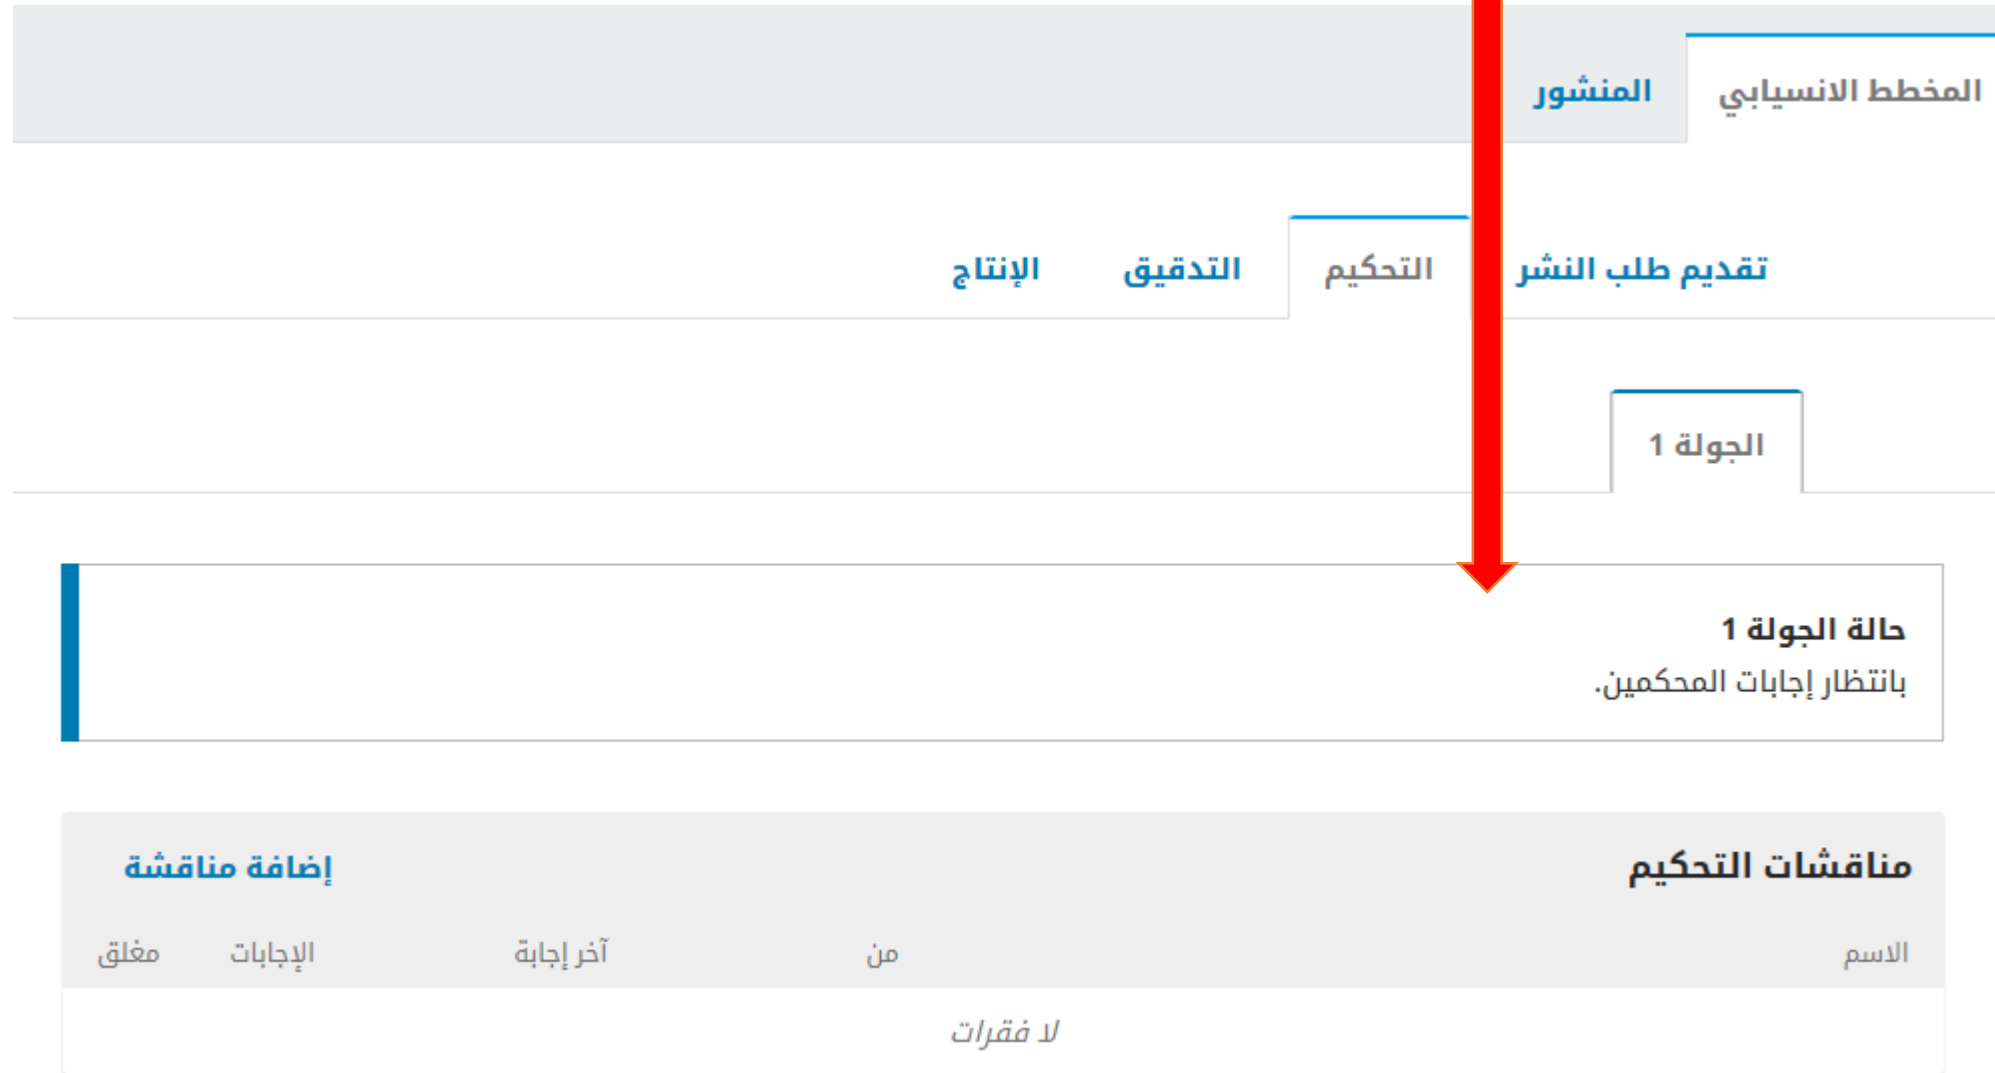 المخطط الانسيابي المنشور
تقديم طلب النشر التحكيم التدقيق الإنتاج
الجولة 1
حالة الجولة 1
بانتظار إجابات المحكمين.
مناقشات التحكيم إضافة مناقشة
الاسم من آخر إجابة الإجابات مغلق
لا فقرات